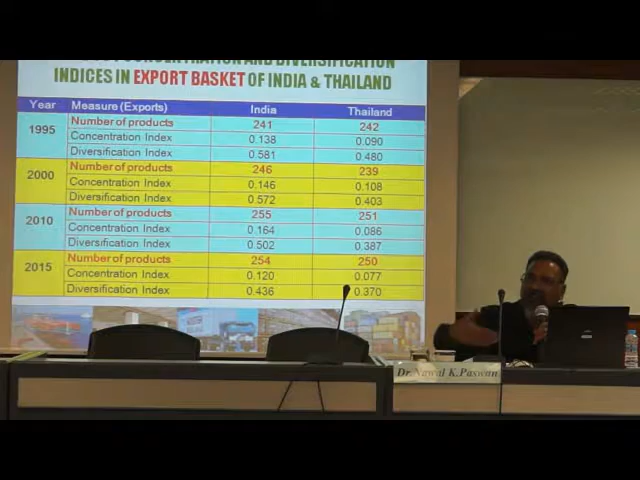 CONCENTRATION AND DIVERSIFICATION
INDICES IN EXPORT BASKET OF INDIA & THAILAND
Year Measure (Exports) India Thailand
1995 Number of products 241 242
Concentration Index 0.138 0.090
Diversification Index 0.581 0.480
2000 Number of products 246 239
Concentration Index 0.146 0.108
Diversification Index 0.572 0.403
2010 Number of products 255 251
Concentration Index 0.164 0.086
Diversification Index 0.502 0.387
2015 Number of products 254 250
Concentration Index 0.120 0.077
Diversification Index 0.436 0.370
Dr. Nawal K.Paswan